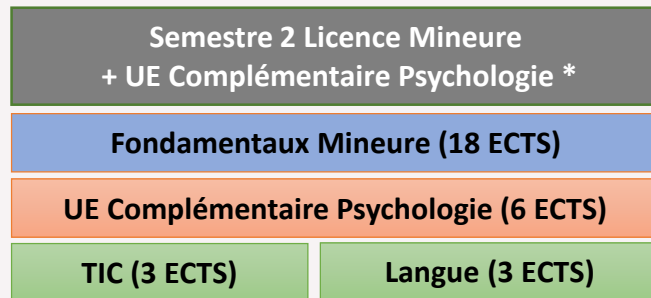 Semestre 2 Licence Mineure
+ UE Complémentaire Psychologie *
Fondamentaux Mineure (18 ECTS)
UE Complémentaire Psychologie (6 ECTS)
TIC (3 ECTS)
Langue (3 ECTS)